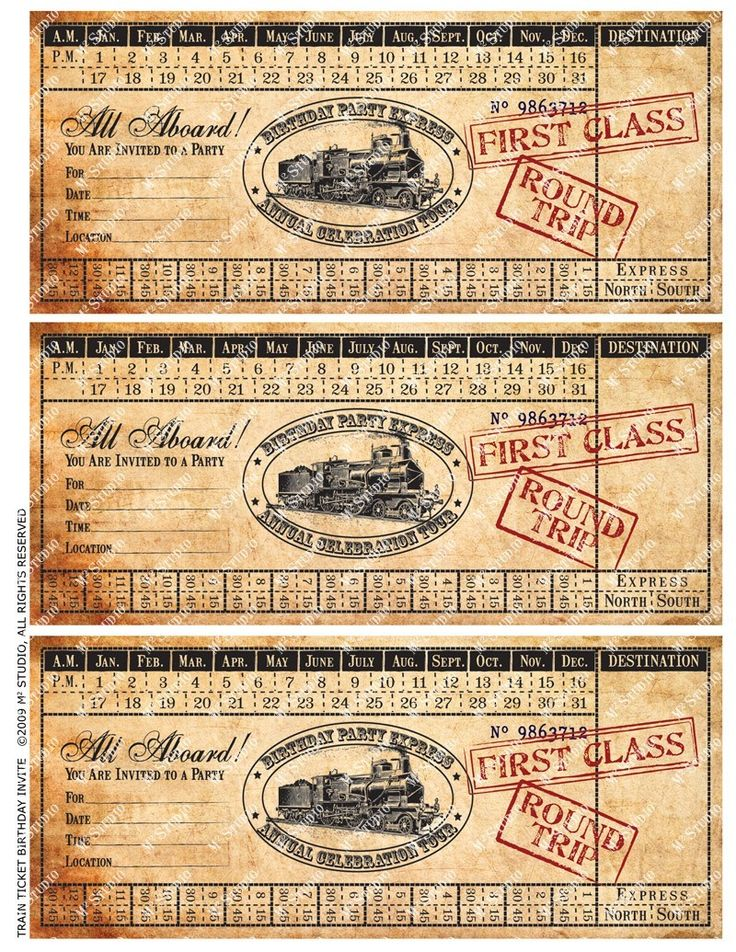 A.M. JAN. FEB. MAR. APR. MAY JUNE JULY AUG. SEPT. OCT. NOV. DEC. DESTINATION
P.M. 1 2 3 4 5 6 7 8 9 10 11 12 13 14 15 16
17 18 19 20 21 22 23 24 25 26 27 28 29 30 31
All Aboard!
YOU ARE INVITED TO A PARTY
FOR
DATE
TIME
LOCATION
BIRTHDAY PARTY EXPRESS
ANNUAL CELEBRATION TOUR
Nº 9863712
FIRST CLASS
ROUND
TRIP
30 45 12 15 30 45 11 15 30 45 10 15 30 45 9 15 30 45 8 15 30 45 7 15 30 45 6 15 30 45 5 15 30 45 4 15 30 45 3 15 30 45 2 15 30 45 1 15
EXPRESS
NORTH SOUTH
A.M. JAN. FEB. MAR. APR. MAY JUNE JULY AUG. SEPT. OCT. NOV. DEC. DESTINATION
P.M. 1 2 3 4 5 6 7 8 9 10 11 12 13 14 15 16
17 18 19 20 21 22 23 24 25 26 27 28 29 30 31
All Aboard!
YOU ARE INVITED TO A PARTY
FOR
DATE
TIME
LOCATION
BIRTHDAY PARTY EXPRESS
ANNUAL CELEBRATION TOUR
Nº 9863712
FIRST CLASS
ROUND
TRIP
30 45 12 15 30 45 11 15 30 45 10 15 30 45 9 15 30 45 8 15 30 45 7 15 30 45 6 15 30 45 5 15 30 45 4 15 30 45 3 15 30 45 2 15 30 45 1 15
EXPRESS
NORTH SOUTH
A.M. JAN. FEB. MAR. APR. MAY JUNE JULY AUG. SEPT. OCT. NOV. DEC. DESTINATION
P.M. 1 2 3 4 5 6 7 8 9 10 11 12 13 14 15 16
17 18 19 20 21 22 23 24 25 26 27 28 29 30 31
All Aboard!
YOU ARE INVITED TO A PARTY
FOR
DATE
TIME
LOCATION
BIRTHDAY PARTY EXPRESS
ANNUAL CELEBRATION TOUR
Nº 9863712
FIRST CLASS
ROUND
TRIP
30 45 12 15 30 45 11 15 30 45 10 15 30 45 9 15 30 45 8 15 30 45 7 15 30 45 6 15 30 45 5 15 30 45 4 15 30 45 3 15 30 45 2 15 30 45 1 15
EXPRESS
NORTH SOUTH
TRAIN TICKET BIRTHDAY INVITE ©2009 M² STUDIO, ALL RIGHTS RESERVED
M² STUDIO